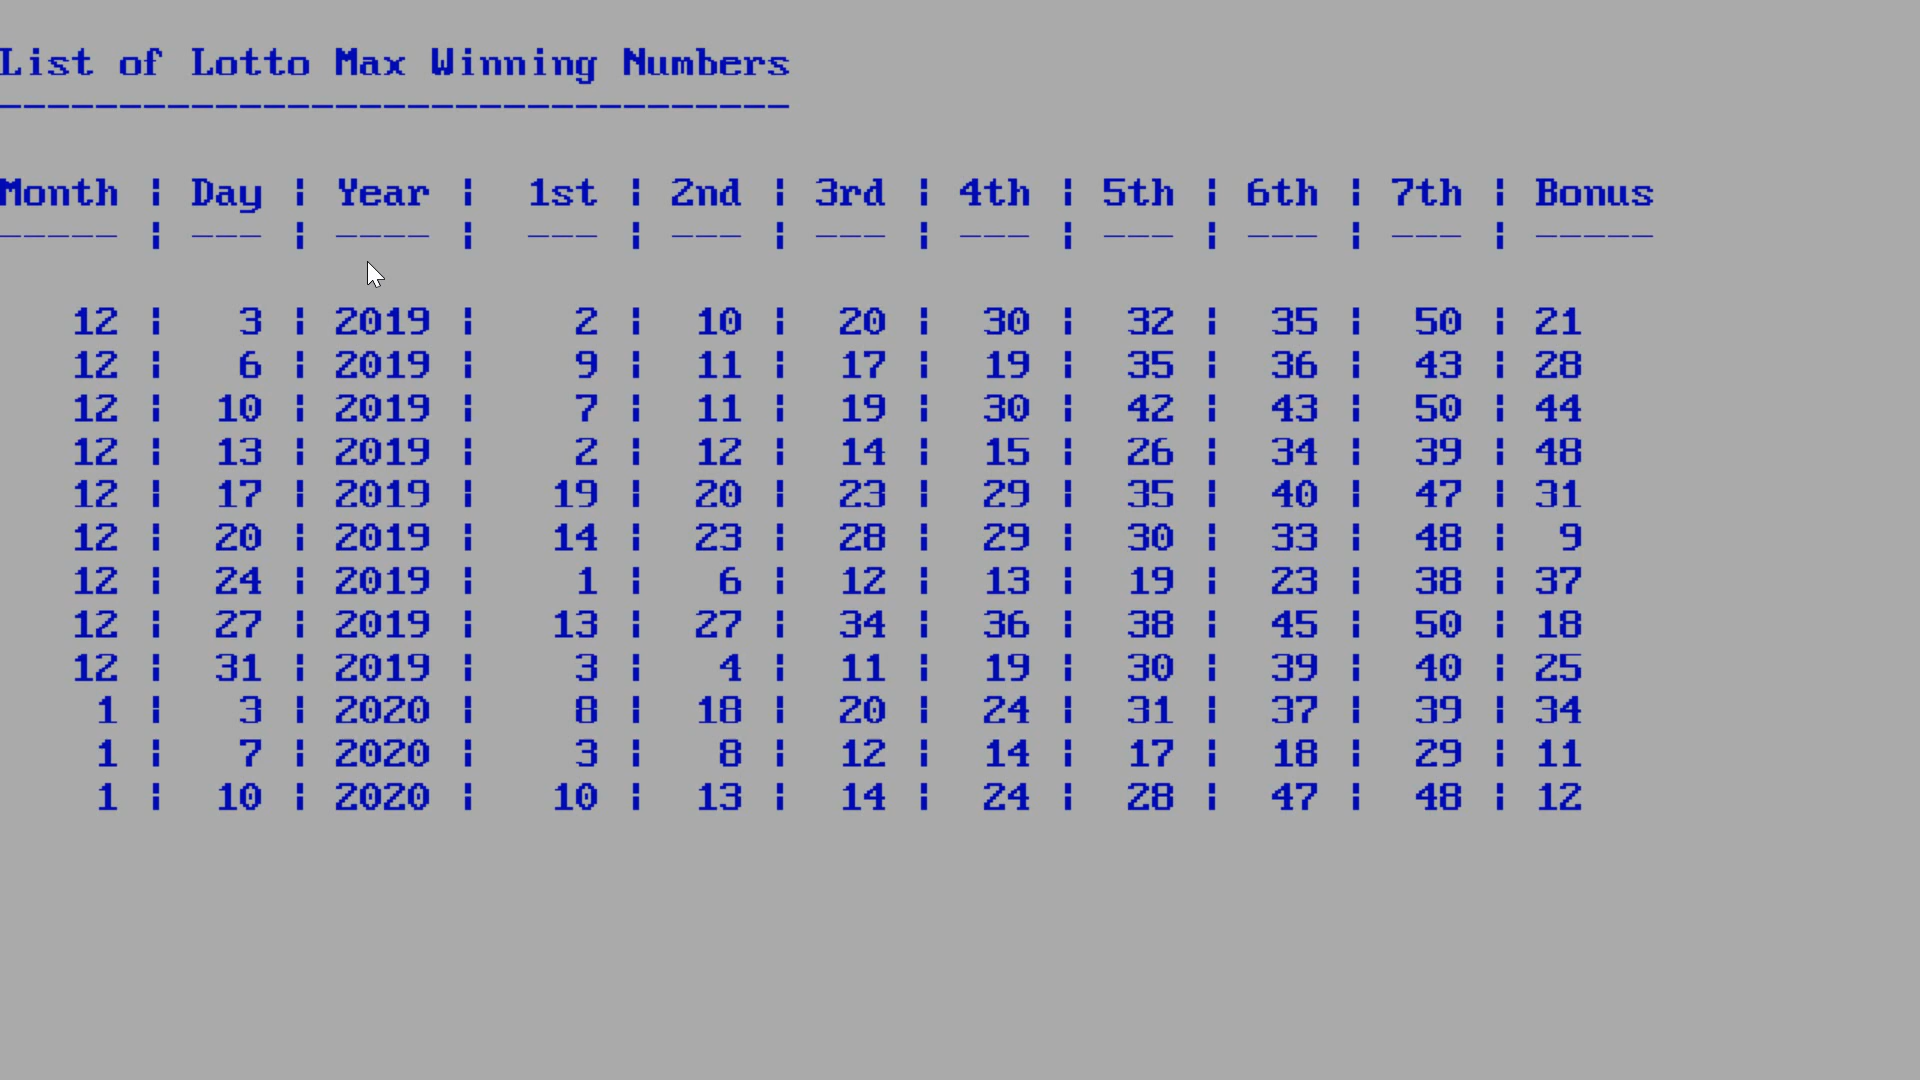 List of Lotto Max Winning Numbers
---------------------------------
Month ¦ Day ¦ Year ¦  1st ¦ 2nd ¦ 3rd ¦ 4th ¦ 5th ¦ 6th ¦ 7th ¦ Bonus
----- ¦ --- ¦ ---- ¦  --- ¦ --- ¦ --- ¦ --- ¦ --- ¦ --- ¦ --- ¦ -----
   12 ¦   3 ¦ 2019 ¦    2 ¦  10 ¦  20 ¦  30 ¦  32 ¦  35 ¦  50 ¦ 21
   12 ¦   6 ¦ 2019 ¦    9 ¦  11 ¦  17 ¦  19 ¦  35 ¦  36 ¦  43 ¦ 28
   12 ¦  10 ¦ 2019 ¦    7 ¦  11 ¦  19 ¦  30 ¦  42 ¦  43 ¦  50 ¦ 44
   12 ¦  13 ¦ 2019 ¦    2 ¦  12 ¦  14 ¦  15 ¦  26 ¦  34 ¦  39 ¦ 48
   12 ¦  17 ¦ 2019 ¦   19 ¦  20 ¦  23 ¦  29 ¦  35 ¦  40 ¦  47 ¦ 31
   12 ¦  20 ¦ 2019 ¦   14 ¦  23 ¦  28 ¦  29 ¦  30 ¦  33 ¦  48 ¦  9
   12 ¦  24 ¦ 2019 ¦    1 ¦   6 ¦  12 ¦  13 ¦  19 ¦  23 ¦  38 ¦ 37
   12 ¦  27 ¦ 2019 ¦   13 ¦  27 ¦  34 ¦  36 ¦  38 ¦  45 ¦  50 ¦ 18
   12 ¦  31 ¦ 2019 ¦    3 ¦   4 ¦  11 ¦  19 ¦  30 ¦  39 ¦  40 ¦ 25
    1 ¦   3 ¦ 2020 ¦    8 ¦  18 ¦  20 ¦  24 ¦  31 ¦  37 ¦  39 ¦ 34
    1 ¦   7 ¦ 2020 ¦    3 ¦   8 ¦  12 ¦  14 ¦  17 ¦  18 ¦  29 ¦ 11
    1 ¦  10 ¦ 2020 ¦   10 ¦  13 ¦  14 ¦  24 ¦  28 ¦  47 ¦  48 ¦ 12